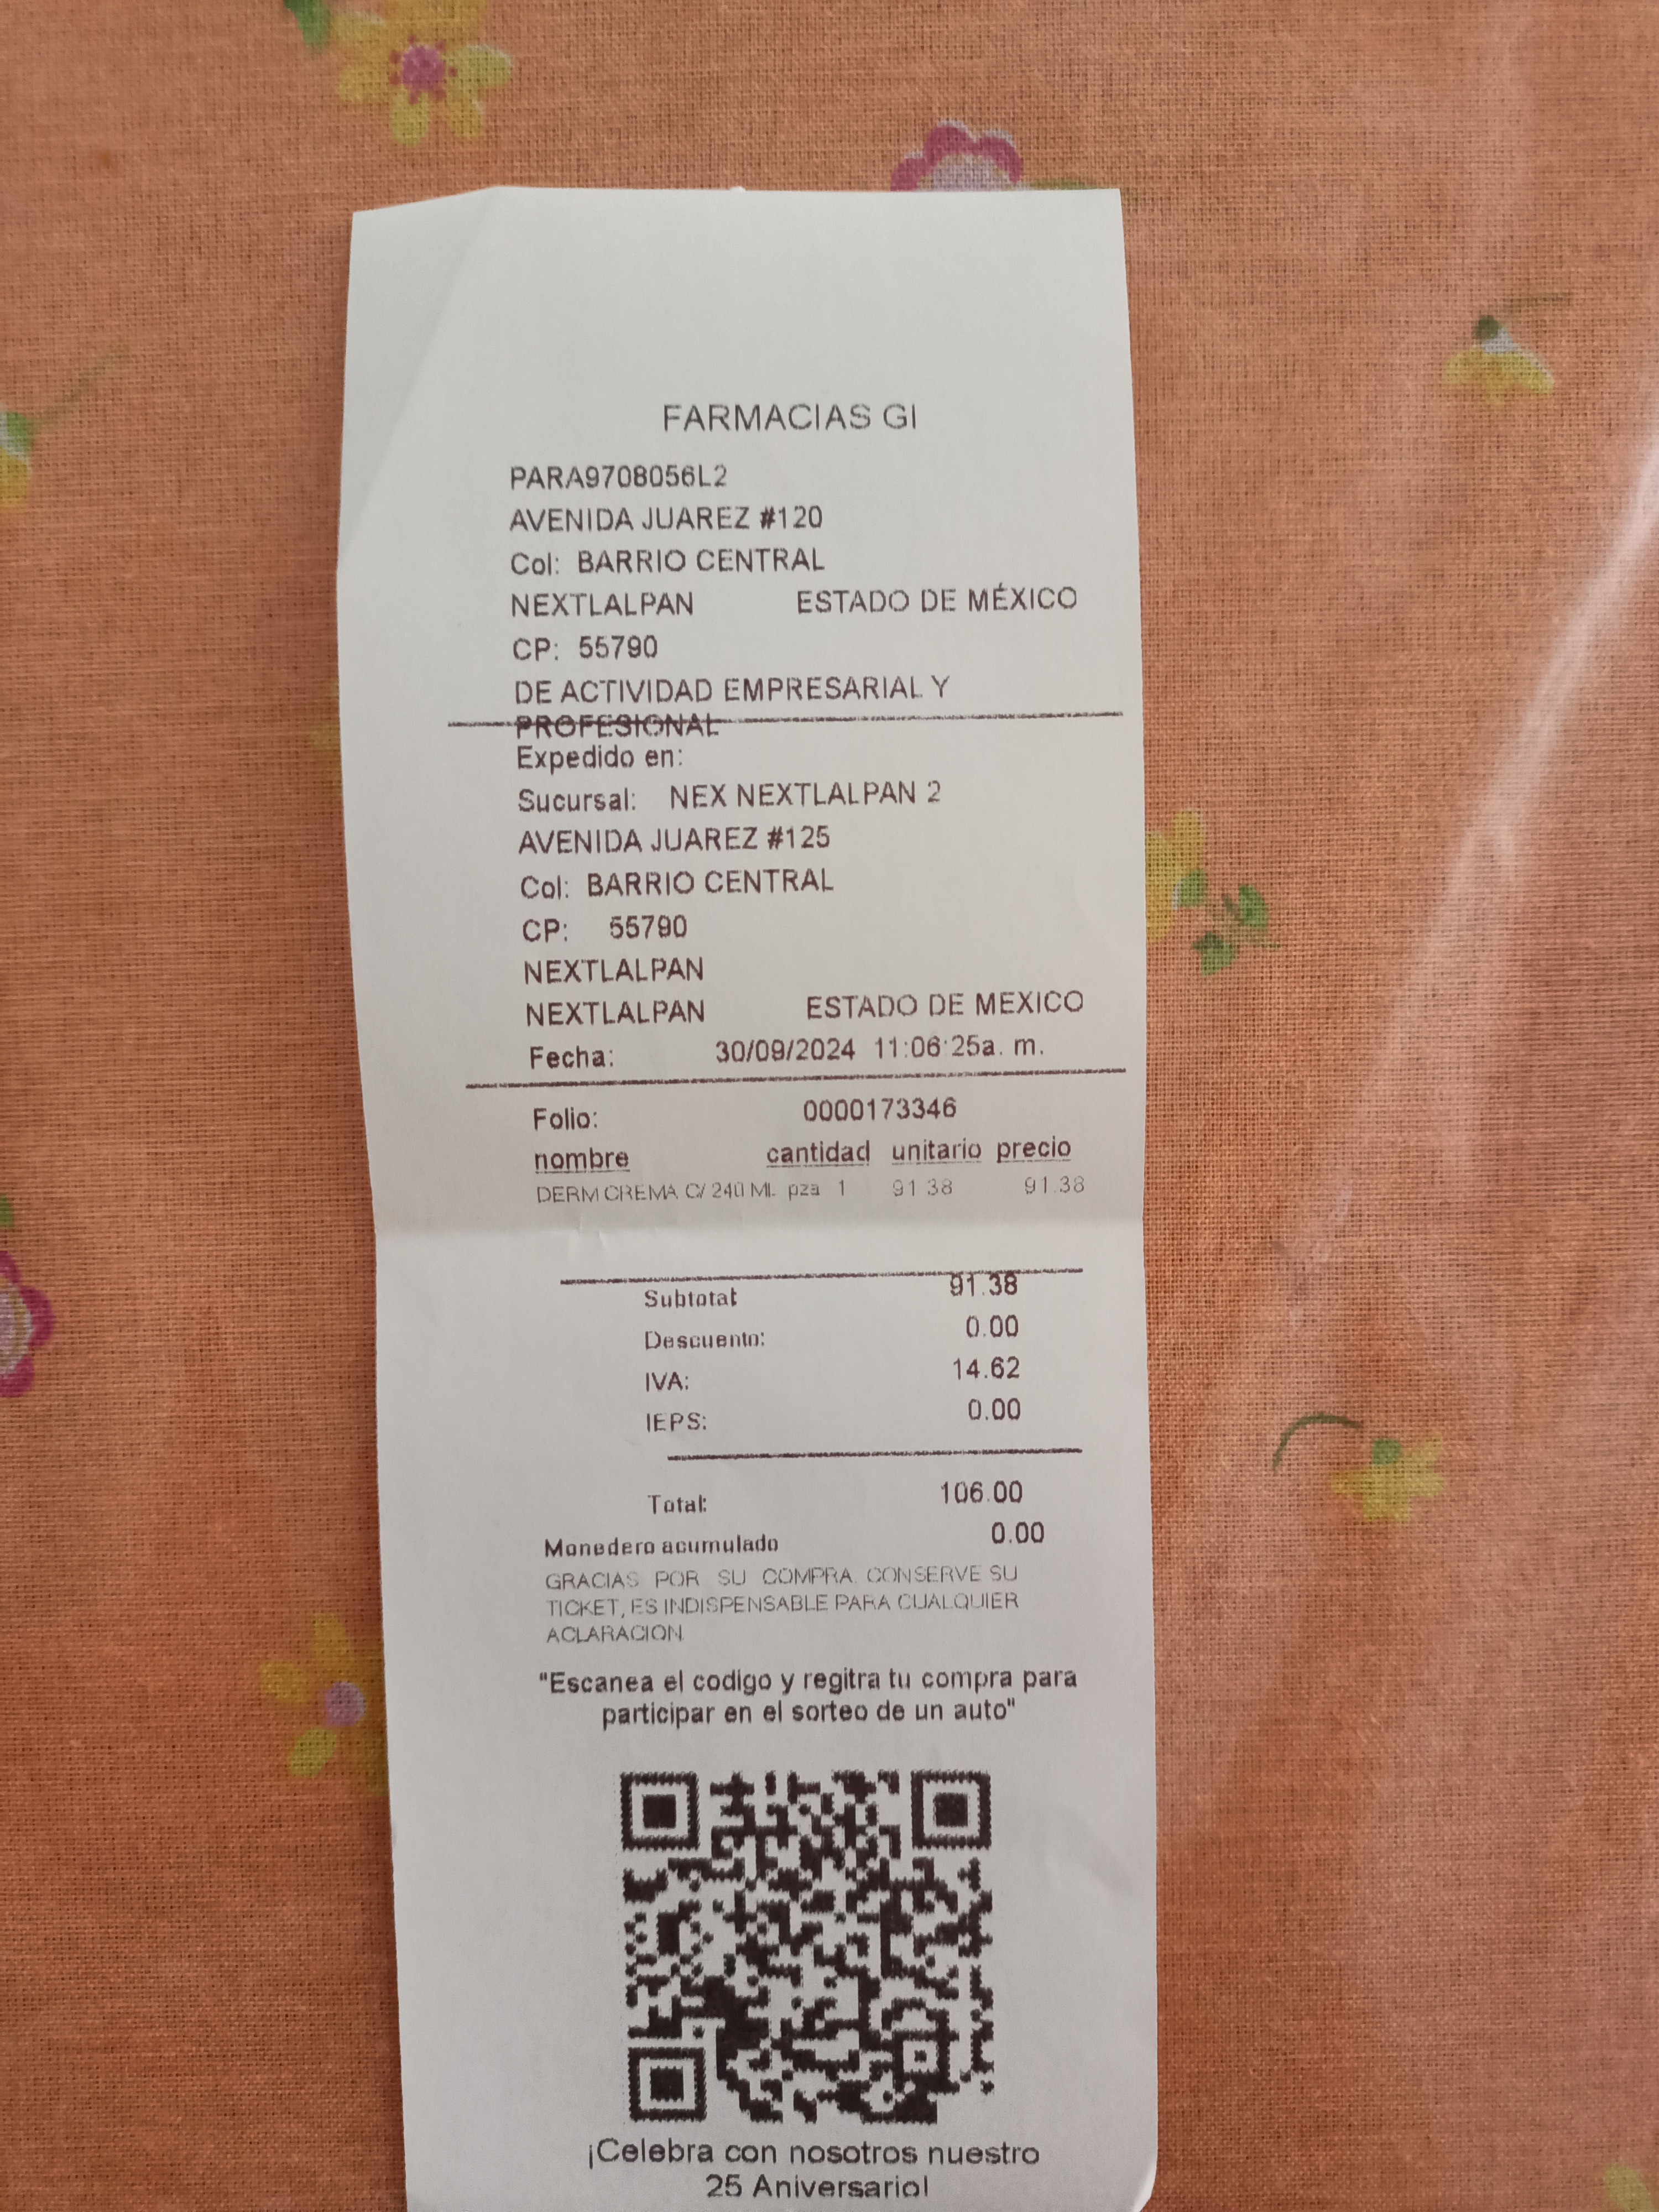 FARMACIAS GI
PARA9708056L2
AVENIDA JUAREZ #120
Col: BARRIO CENTRAL
NEXTLALPAN ESTADO DE MÉXICO
CP: 55790
DE ACTIVIDAD EMPRESARIAL Y
PROFESIONAL
Expedido en:
Sucursal: NEX NEXTLALPAN 2
AVENIDA JUAREZ #125
Col: BARRIO CENTRAL
CP: 55790
NEXTLALPAN
NEXTLALPAN ESTADO DE MEXICO
Fecha: 30/09/2024 11:06:25a. m.
Folio: 0000173346
nombre cantidad unitario precio
DERM CREMA C/ 240 ML pza 1 91.38 91.38
Subtotal: 91.38
Descuento: 0.00
IVA: 14.62
IEPS: 0.00
Total: 106.00
Monedero acumulado 0.00
GRACIAS POR SU COMPRA. CONSERVE SU
TICKET, ES INDISPENSABLE PARA CUALQUIER
ACLARACION
"Escanea el codigo y regitra tu compra para
participar en el sorteo de un auto"
¡Celebra con nosotros nuestro
25 Aniversario!